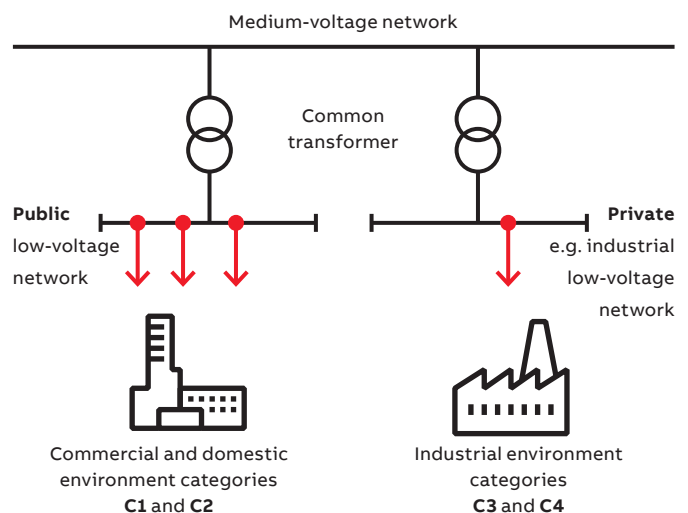 Medium-voltage network
Common
transformer
Public
low-voltage
network
Private
e.g. industrial
low-voltage
network
Commercial and domestic
environment categories
C1 and C2
Industrial environment
categories
C3 and C4